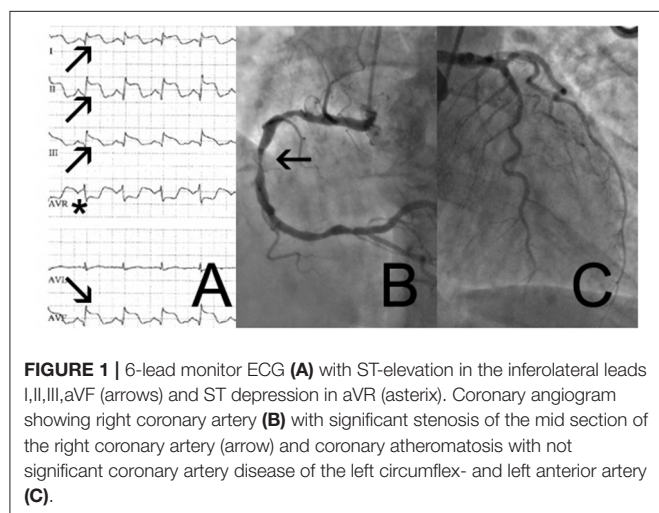 I
II
III
AVR *
AVL
AVF
A
B
C
FIGURE 1 | 6-lead monitor ECG (A) with ST-elevation in the inferolateral leads
I,II,III,aVF (arrows) and ST depression in aVR (asterix). Coronary angiogram
showing right coronary artery (B) with significant stenosis of the mid section of
the right coronary artery (arrow) and coronary atheromatosis with not
significant coronary artery disease of the left circumflex- and left anterior artery
(C).